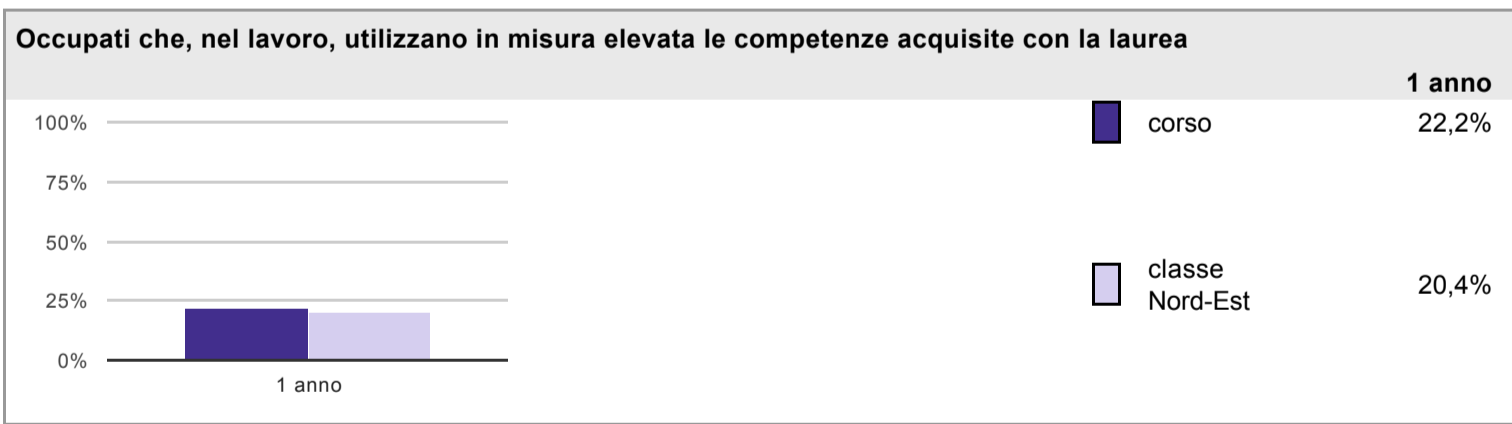 Occupati che, nel lavoro, utilizzano in misura elevata le competenze acquisite con la laurea
1 anno
100%
75%
50%
25%
0%
1 anno
corso 22,2%
classe
Nord-Est 20,4%